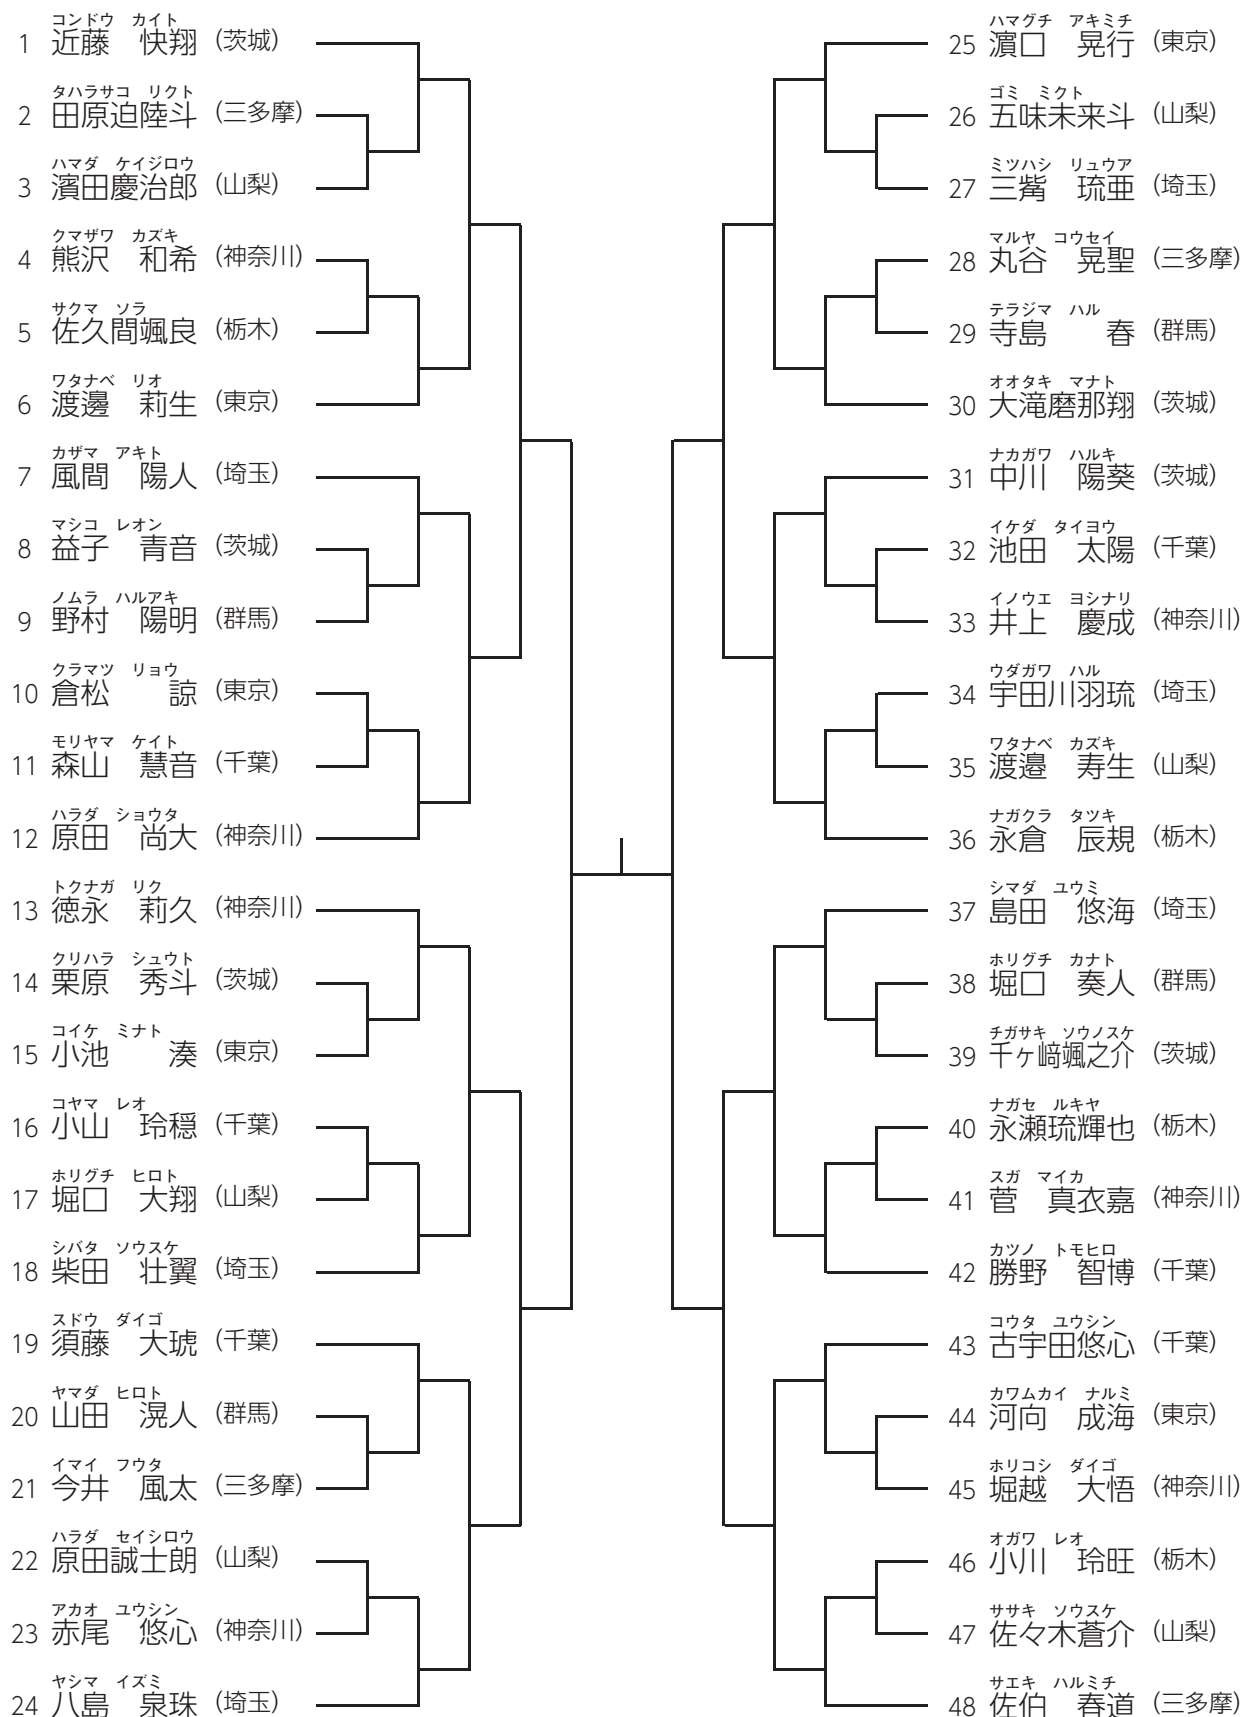 コンドウ カイト
1 近藤　快翔 （茨城）
タハラサコ リクト
2 田原迫陸斗 （三多摩）
ハマダ ケイジロウ
3 濵田慶治郎 （山梨）
クマザワ カズキ
4 熊沢　和希 （神奈川）
サクマ ソラ
5 佐久間颯良 （栃木）
ワタナベ リオ
6 渡邊　莉生 （東京）
カザマ アキト
7 風間　陽人 （埼玉）
マシコ レオン
8 益子　青音 （茨城）
ノムラ ハルアキ
9 野村　陽明 （群馬）
クラマツ リョウ
10 倉松　諒 （東京）
モリヤマ ケイト
11 森山　慧音 （千葉）
ハラダ ショウタ
12 原田　尚大 （神奈川）
トクナガ リク
13 徳永　莉久 （神奈川）
クリハラ シュウト
14 栗原　秀斗 （茨城）
コイケ ミナト
15 小池　湊 （東京）
コヤマ レオ
16 小山　玲穏 （千葉）
ホリグチ ヒロト
17 堀口　大翔 （山梨）
シバタ ソウスケ
18 柴田　壮翼 （埼玉）
スドウ ダイゴ
19 須藤　大琥 （千葉）
ヤマダ ヒロト
20 山田　滉人 （群馬）
イマイ フウタ
21 今井　風太 （三多摩）
ハラダ セイシロウ
22 原田誠士朗 （山梨）
アカオ ユウシン
23 赤尾　悠心 （神奈川）
ヤシマ イズミ
24 八島　泉珠 （埼玉）
ハマグチ アキミチ
25 濵口　晃行 （東京）
ゴミ ミクト
26 五味未来斗 （山梨）
ミツハシ リュウア
27 三觜　琉亜 （埼玉）
マルヤ コウセイ
28 丸谷　晃聖 （三多摩）
テラジマ ハル
29 寺島　春 （群馬）
オオタキ マナト
30 大滝磨那翔 （茨城）
ナカガワ ハルキ
31 中川　陽葵 （茨城）
イケダ タイヨウ
32 池田　太陽 （千葉）
イノウエ ヨシナリ
33 井上　慶成 （神奈川）
ウダガワ ハル
34 宇田川羽琉 （埼玉）
ワタナベ カズキ
35 渡邉　寿生 （山梨）
ナガクラ タツキ
36 永倉　辰規 （栃木）
シマダ ユウミ
37 島田　悠海 （埼玉）
ホリグチ カナト
38 堀口　奏人 （群馬）
チガサキ ソウノスケ
39 千ヶ﨑颯之介 （茨城）
ナガセ ルキヤ
40 永瀬琉輝也 （栃木）
スガ マイカ
41 菅　真衣嘉 （神奈川）
カツノ トモヒロ
42 勝野　智博 （千葉）
コウタ ユウシン
43 古宇田悠心 （千葉）
カワムカイ ナルミ
44 河向　成海 （東京）
ホリコシ ダイゴ
45 堀越　大悟 （神奈川）
オガワ レオ
46 小川　玲旺 （栃木）
ササキ ソウスケ
47 佐々木蒼介 （山梨）
サエキ ハルミチ
48 佐伯　春道 （三多摩）